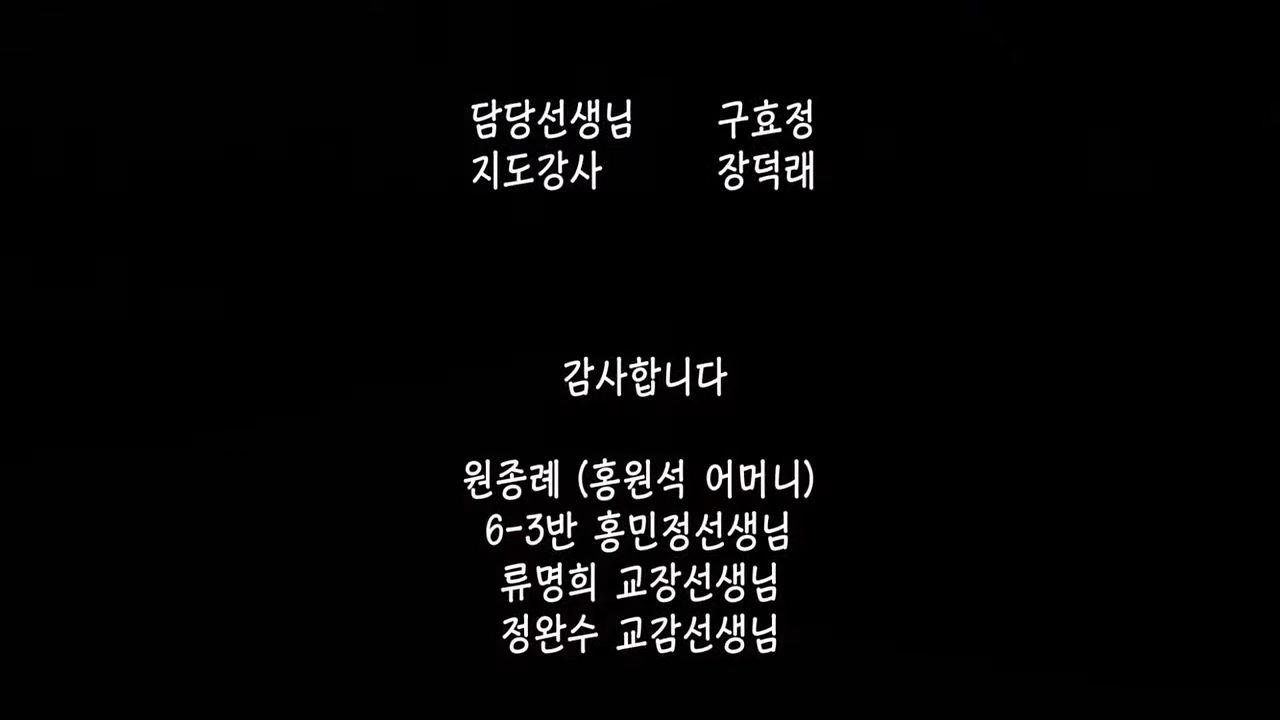 담당선생님 구효정
지도강사 장덕래
감사합니다
원종례 (홍원석 어머니)
6-3반 홍민정선생님
류명희 교장선생님
정완수 교감선생님